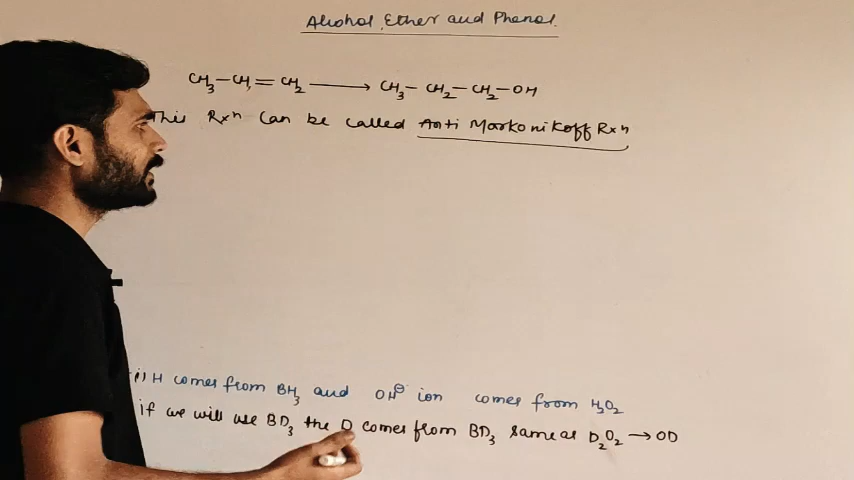 Alcohol, Ether and Phenol.
CH₃−CH=CH₂ ⟶ CH₃−CH₂−CH₂−OH
This Rxⁿ can be called Anti Markonikoff Rxⁿ
i) H comes from BH₃ and OH⊖ ion comes from H₂O₂
if we will use BD₃ the D comes from BD₃ same as D₂O₂ → OD